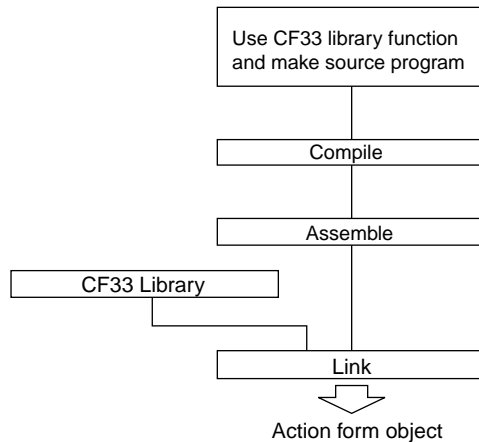 Use CF33 library function
and make source program
Compile
Assemble
CF33 Library
Link
Action form object